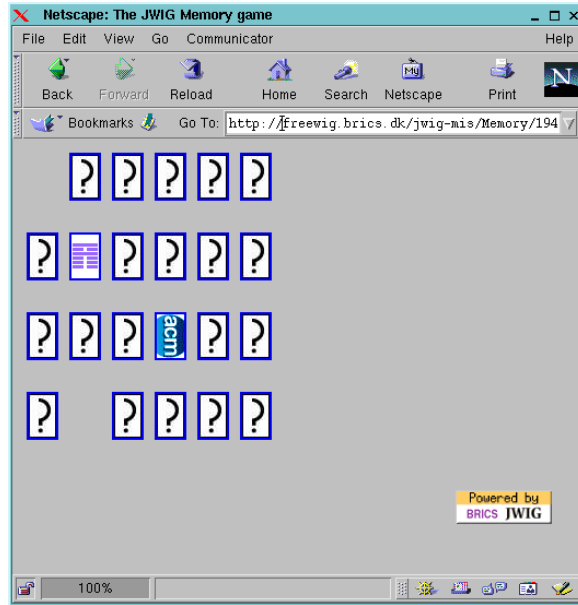 Netscape: The JWIG Memory game
File Edit View Go Communicator Help
Back Forward Reload Home Search Netscape Print N
My
Bookmarks Go To: http://freewig.brics.dk/jwig-mis/Memory/194
? ? ? ? ?
? ? ? ? ?
? ? ? acm ? ?
? ? ? ? ?
Powered by
BRICS JWIG
100%